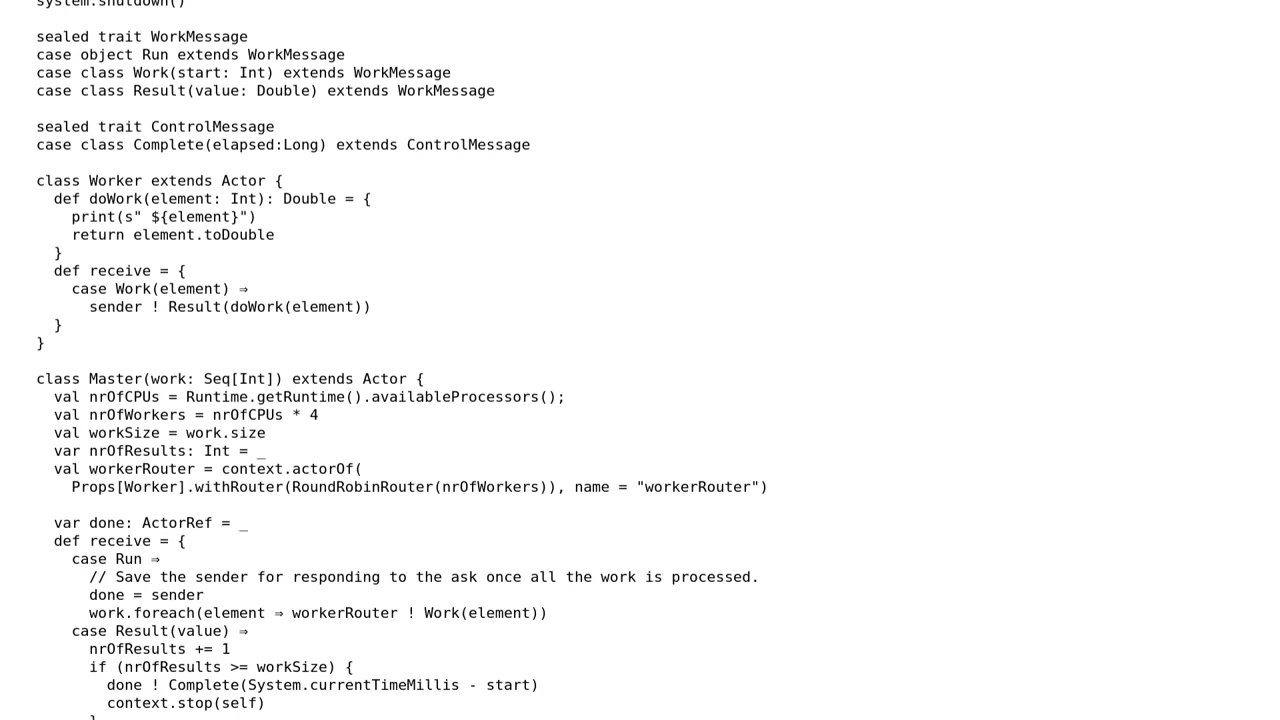 system.shutdown()
sealed trait WorkMessage
case object Run extends WorkMessage
case class Work(start: Int) extends WorkMessage
case class Result(value: Double) extends WorkMessage
sealed trait ControlMessage
case class Complete(elapsed:Long) extends ControlMessage
class Worker extends Actor {
  def doWork(element: Int): Double = {
    print(s" ${element}")
    return element.toDouble
  }
  def receive = {
    case Work(element) ⇒
      sender ! Result(doWork(element))
  }
}
class Master(work: Seq[Int]) extends Actor {
  val nrOfCPUs = Runtime.getRuntime().availableProcessors();
  val nrOfWorkers = nrOfCPUs * 4
  val workSize = work.size
  var nrOfResults: Int = _
  val workerRouter = context.actorOf(
    Props[Worker].withRouter(RoundRobinRouter(nrOfWorkers)), name = "workerRouter")
  var done: ActorRef = _
  def receive = {
    case Run ⇒
      // Save the sender for responding to the ask once all the work is processed.
      done = sender
      work.foreach(element ⇒ workerRouter ! Work(element))
    case Result(value) ⇒
      nrOfResults += 1
      if (nrOfResults >= workSize) {
        done ! Complete(System.currentTimeMillis - start)
        context.stop(self)
      }